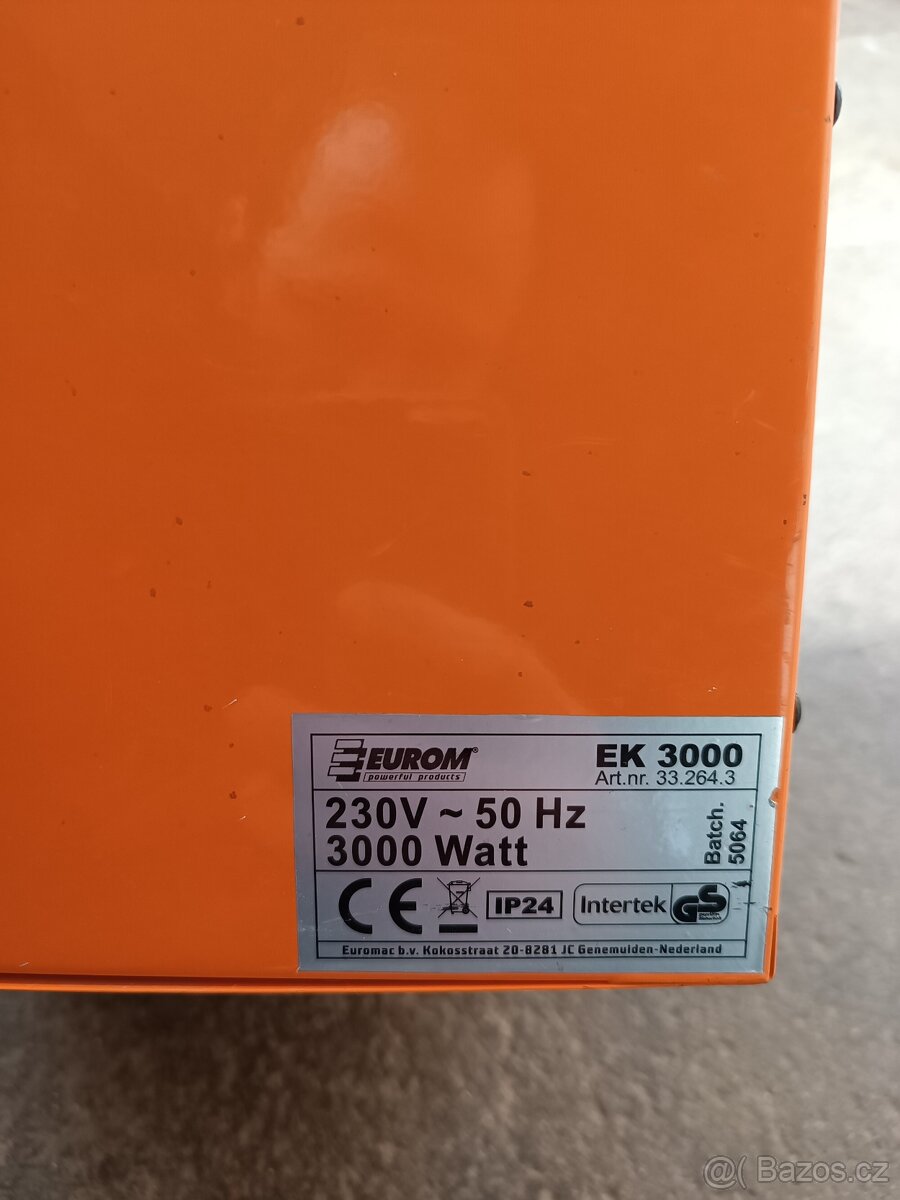 EUROM®
powerful products
EK 3000
Art.nr. 33.264.3
230V ~ 50 Hz
3000 Watt
Batch.
5064
CE
IP24
Intertek
GS
Euromac b.v. Kokosstraat 20-8281 JC Genemuiden-Nederland
@ Bazos.cz